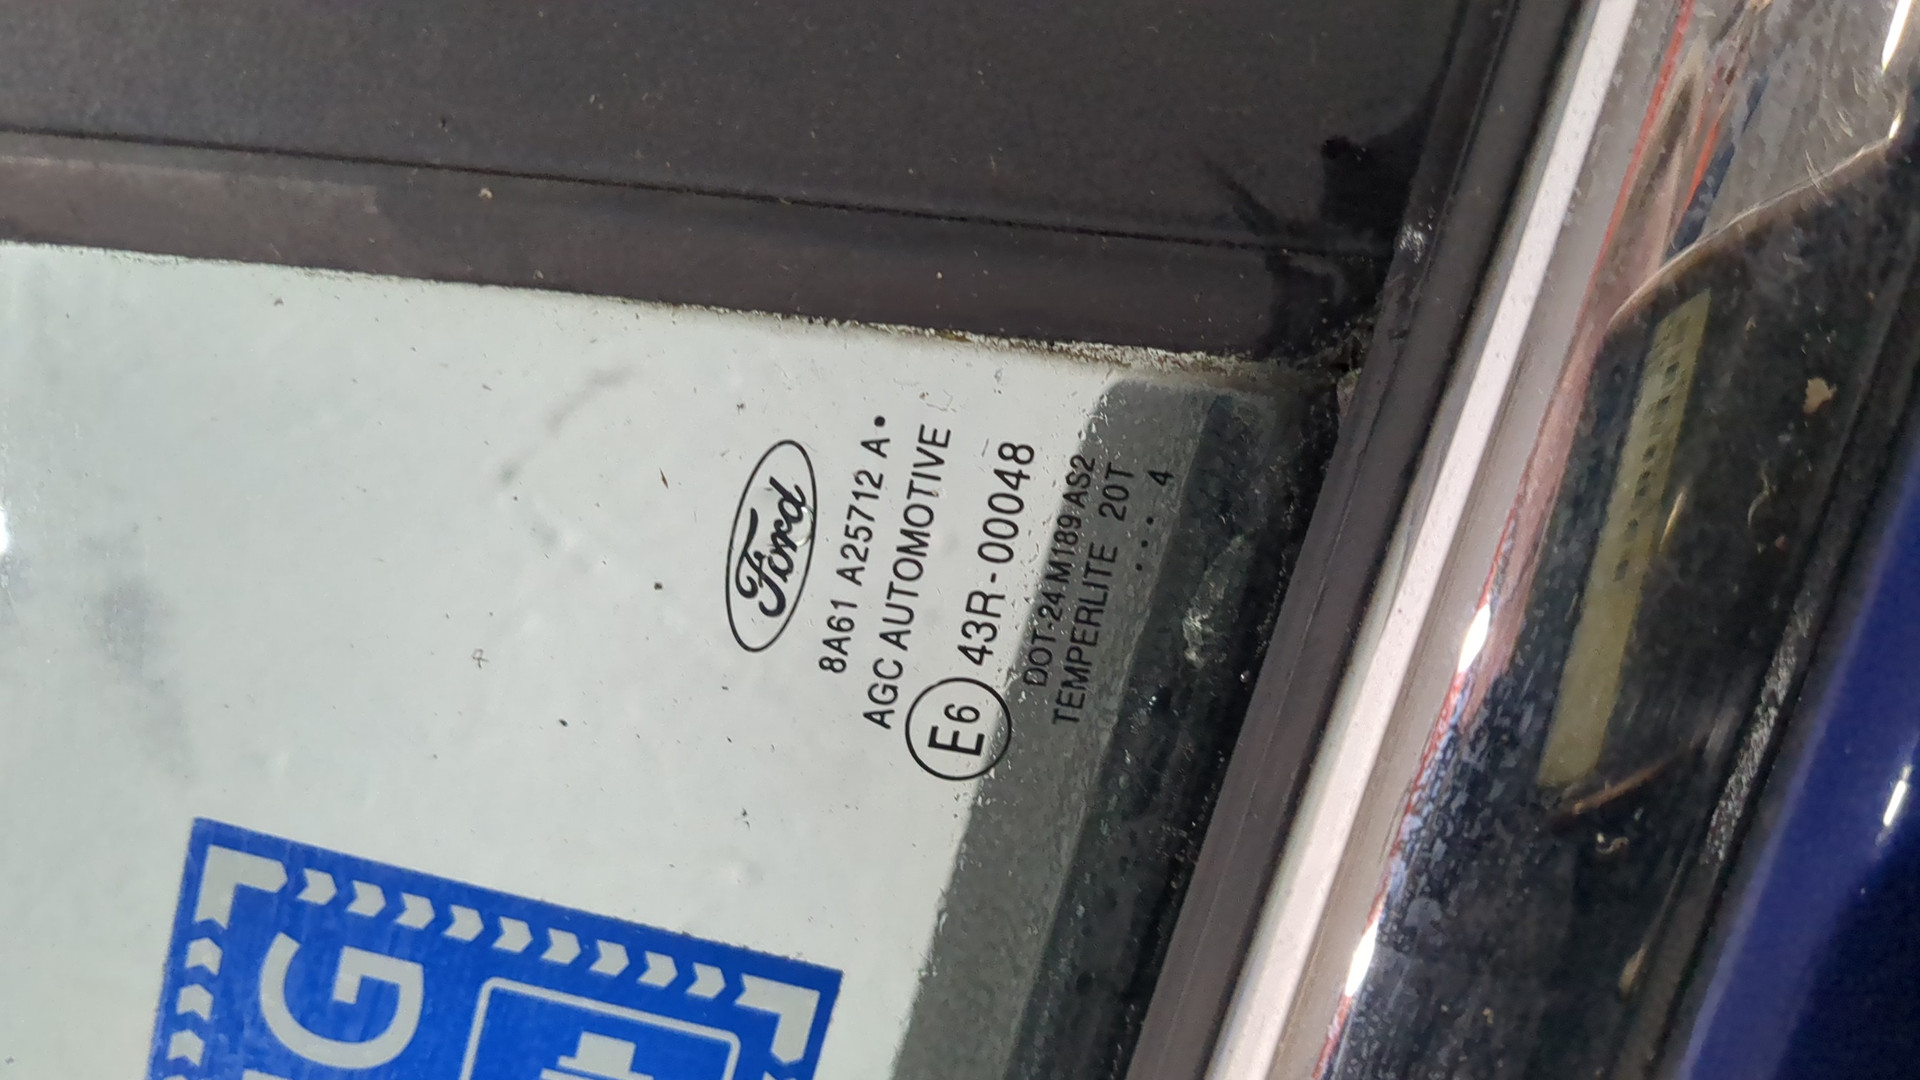 Ford
8A61 A25712 A•
AGC AUTOMOTIVE
E6 43R-00048
DOT-24 M189 AS2
TEMPERLITE 20T
.... 4
G